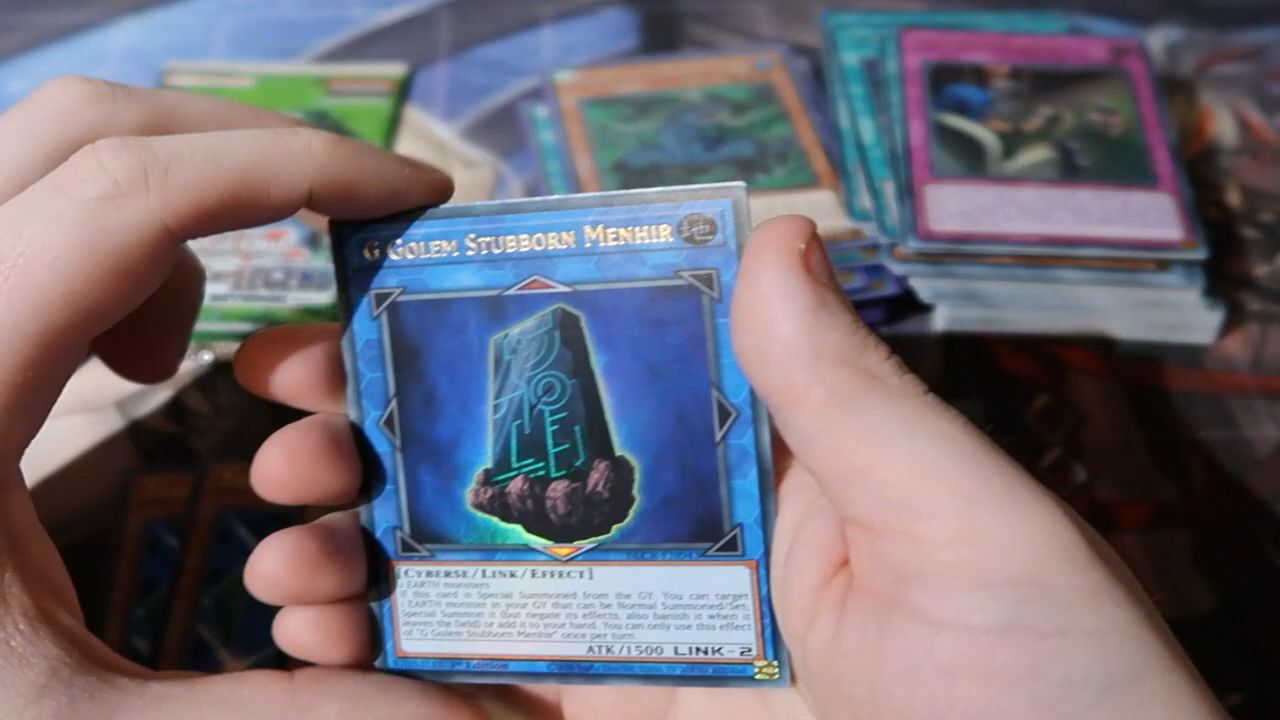 G GOLEM STUBBORN MENHIR
[CYBERSE/LINK/EFFECT]
2 EARTH monsters
If this card is Special Summoned from the GY: You can target
1 EARTH monster in your GY that can be Normal Summoned/Set;
Special Summon it (but negate its effects, also banish it when it
leaves the field) or add it to your hand. You can only use this effect
of "G Golem Stubborn Menhir" once per turn.
ATK/1500 LINK-2
1st Edition